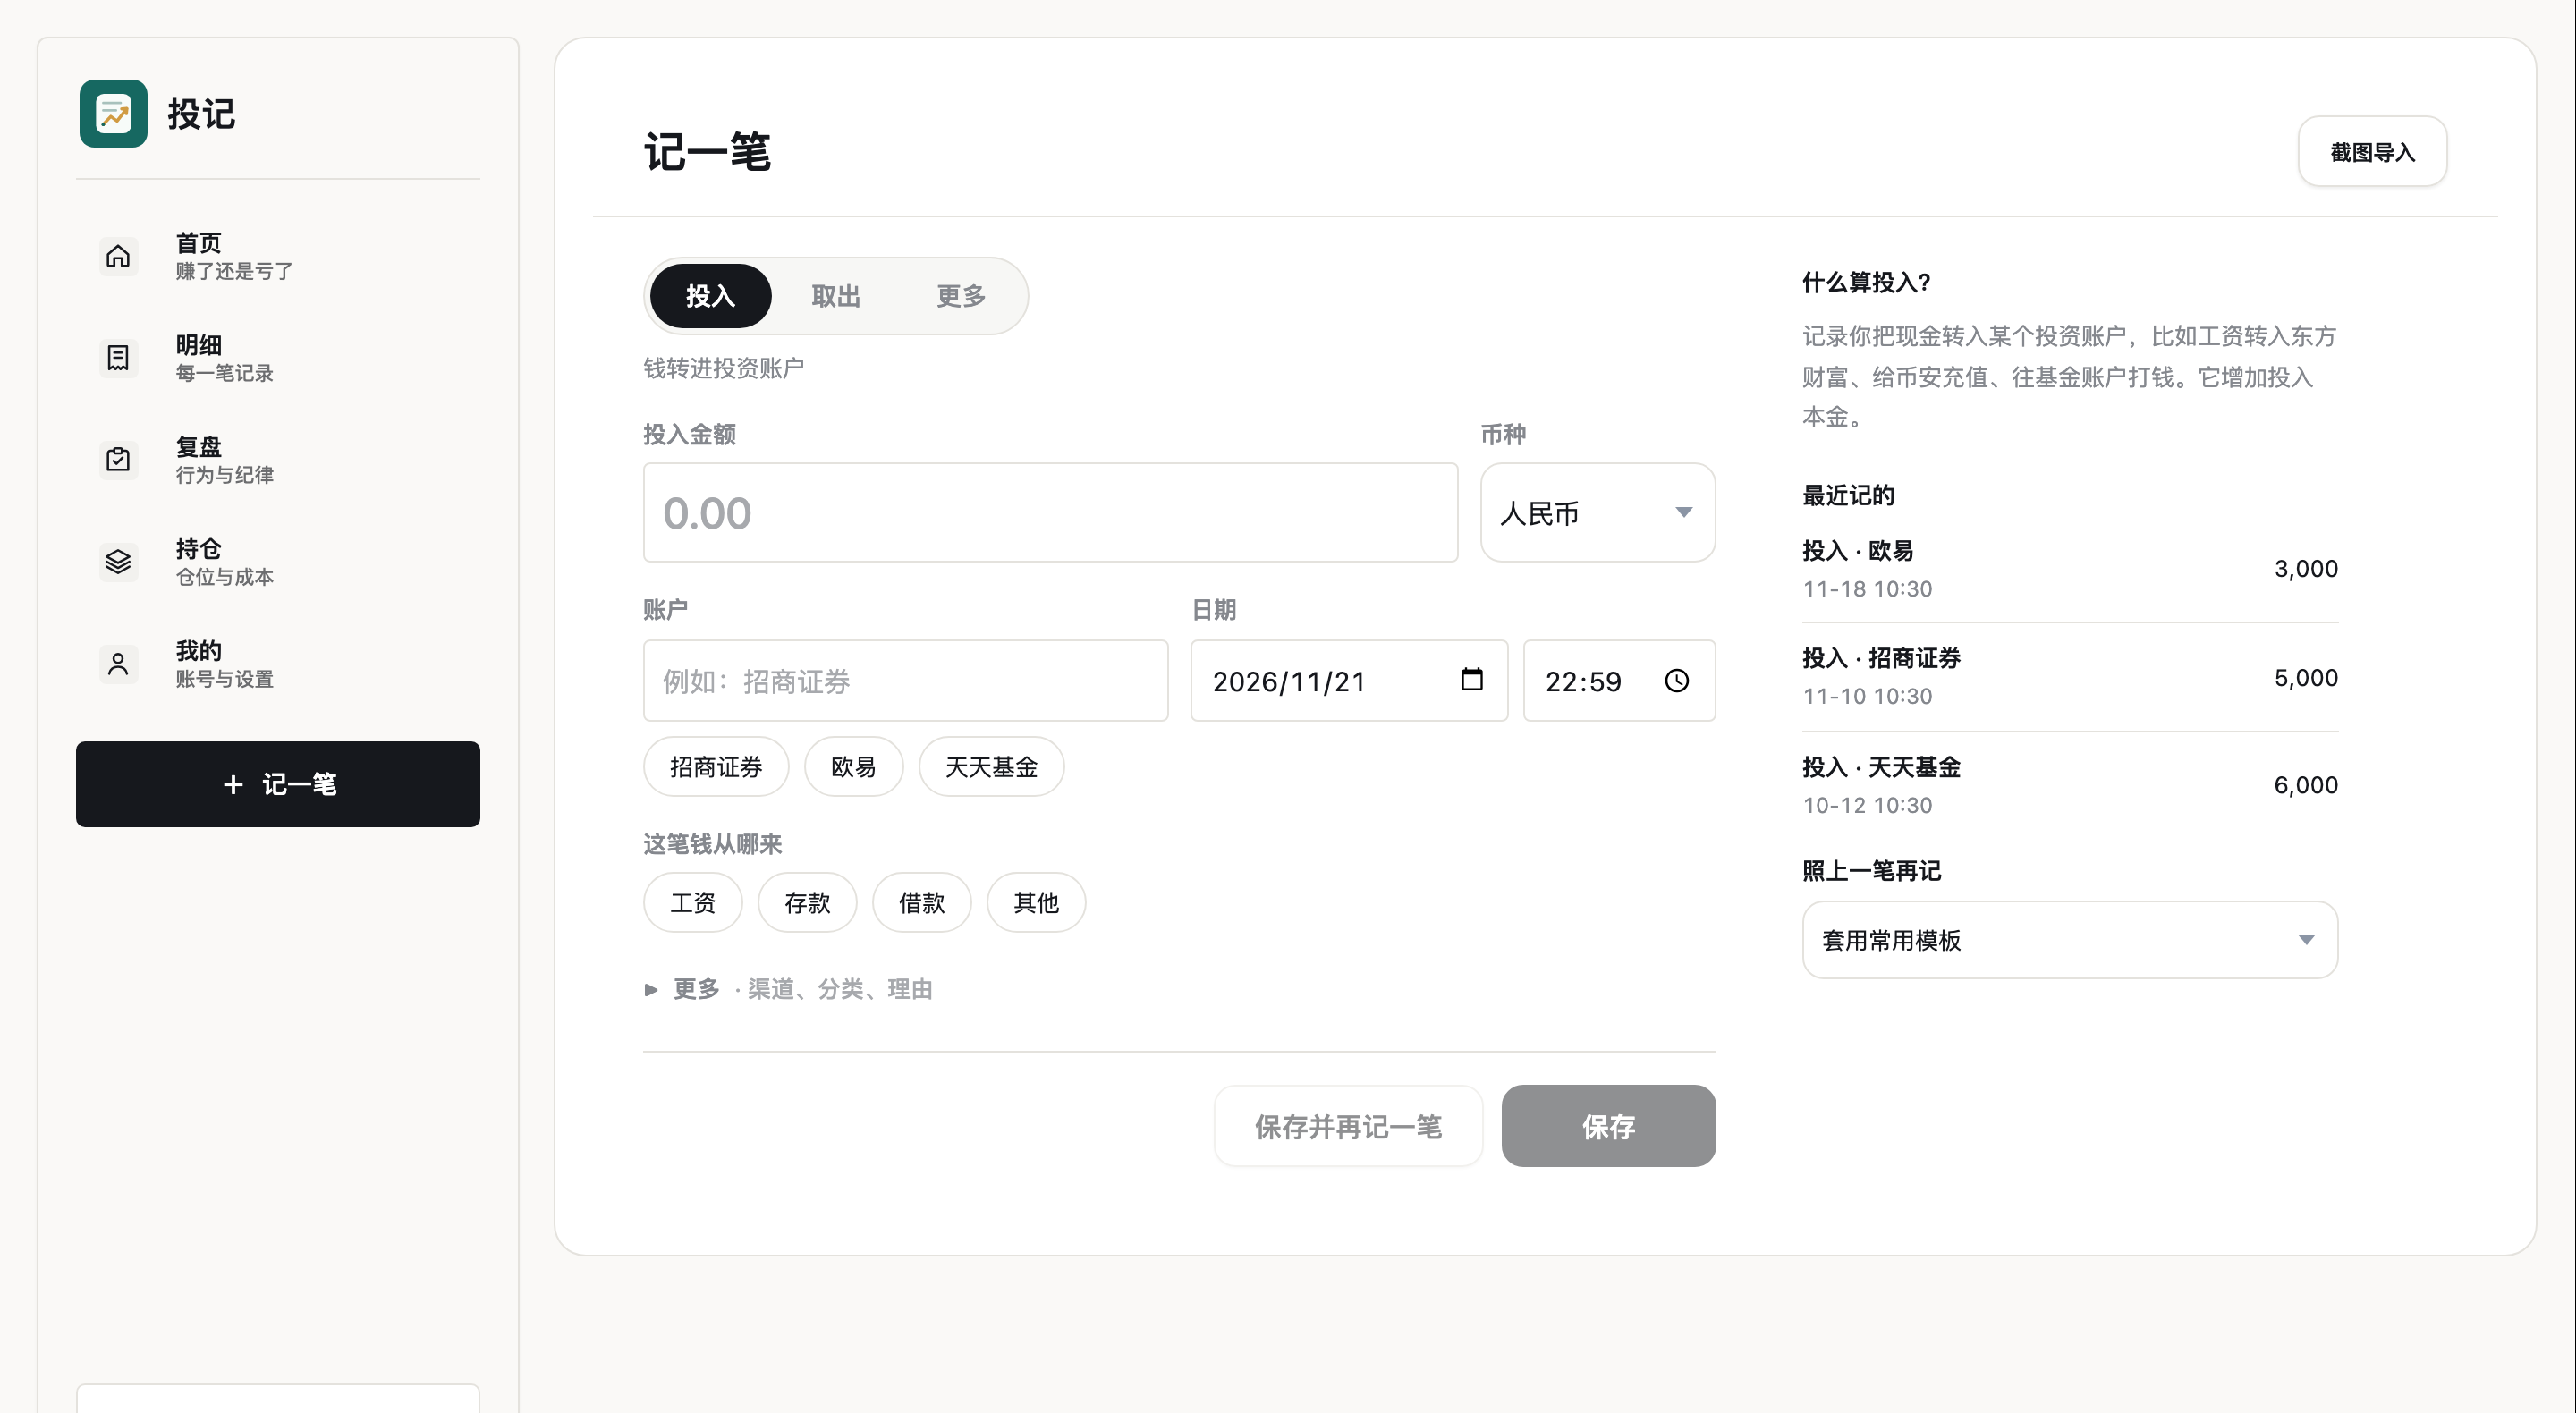 投记
首页
赚了还是亏了
明细
每一笔记录
复盘
行为与纪律
持仓
仓位与成本
我的
账号与设置
+ 记一笔
记一笔
截图导入
投入
取出
更多
钱转进投资账户
投入金额
币种
0.00
人民币
账户
日期
例如：招商证券
2026/11/21
22:59
招商证券
欧易
天天基金
这笔钱从哪来
工资
存款
借款
其他
更多 · 渠道、分类、理由
保存并再记一笔
保存
什么算投入?
记录你把现金转入某个投资账户，比如工资转入东方
财富、给币安充值、往基金账户打钱。它增加投入
本金。
最近记的
投入 · 欧易
11-18 10:30
3,000
投入 · 招商证券
11-10 10:30
5,000
投入 · 天天基金
10-12 10:30
6,000
照上一笔再记
套用常用模板